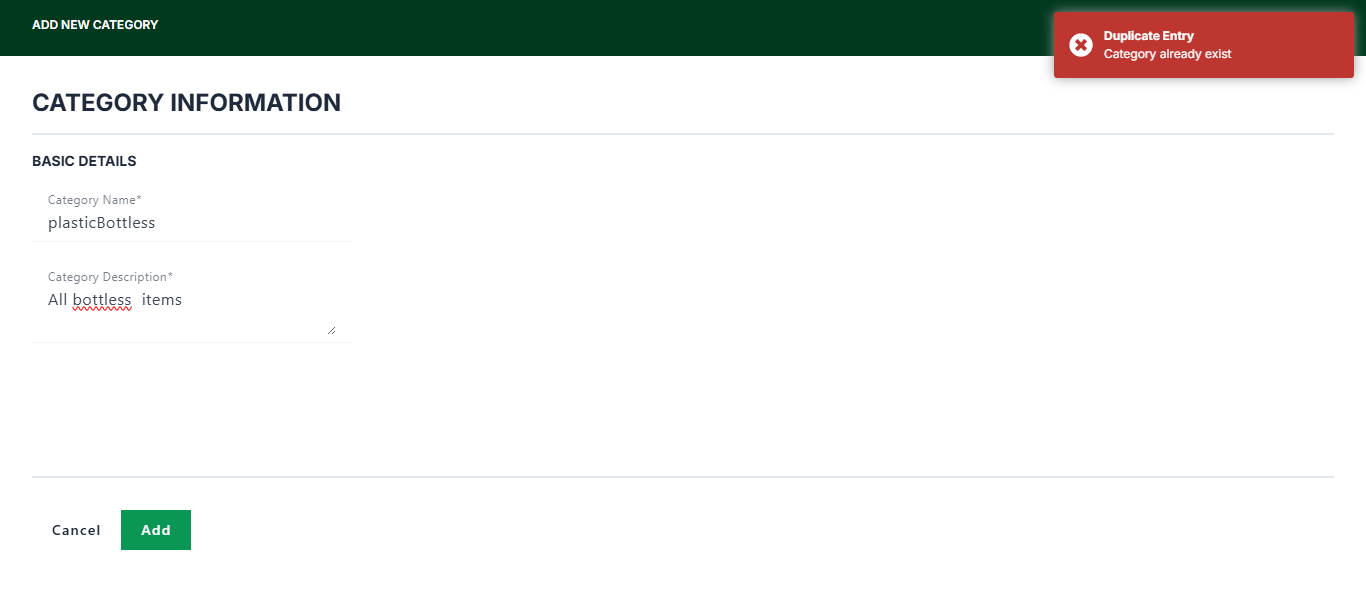 ADD NEW CATEGORY
Duplicate Entry
Category already exist
CATEGORY INFORMATION
BASIC DETAILS
Category Name*
plasticBottless
Category Description*
All bottless  items
Cancel
Add